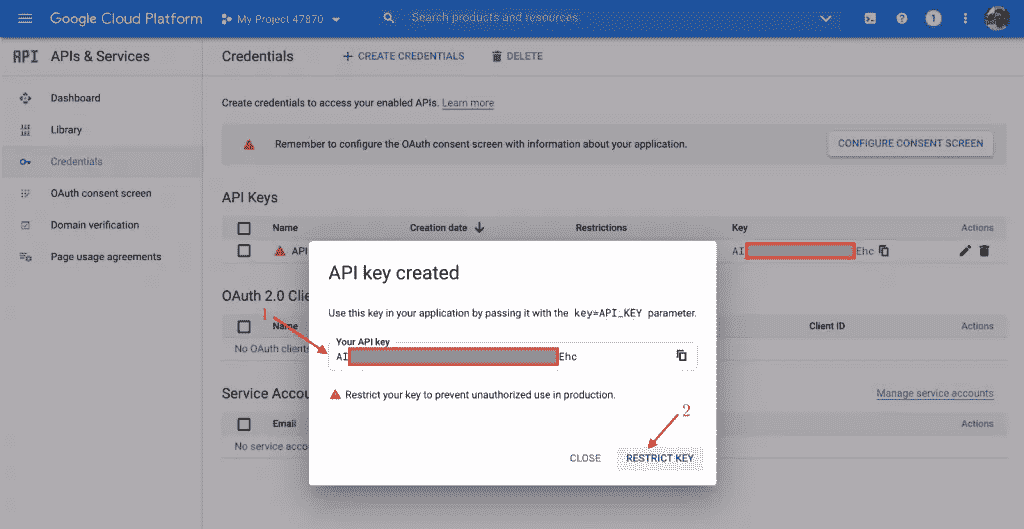 Google Cloud Platform My Project 47870 Search products and resources 1
API APIs & Services Credentials + CREATE CREDENTIALS DELETE
Dashboard
Library
Credentials
OAuth consent screen
Domain verification
Page usage agreements
Create credentials to access your enabled APIs. Learn more
Remember to configure the OAuth consent screen with information about your application. CONFIGURE CONSENT SCREEN
API Keys
Name Creation date Restrictions Key Actions
API AI Ehc
OAuth 2.0 Clie
Name Client ID Actions
No OAuth clients
Service Accou Manage service accounts
Email Actions
No service acco
API key created
Use this key in your application by passing it with the key=API_KEY parameter.
1
Your API key
AI Ehc
Restrict your key to prevent unauthorized use in production.
2
CLOSE RESTRICT KEY